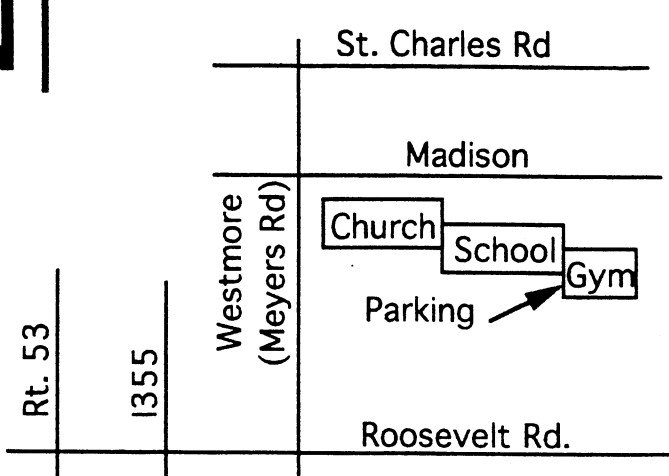 St. Charles Rd
Madison
Westmore
(Meyers Rd)
Church
School
Gym
Parking
Rt. 53
I355
Roosevelt Rd.